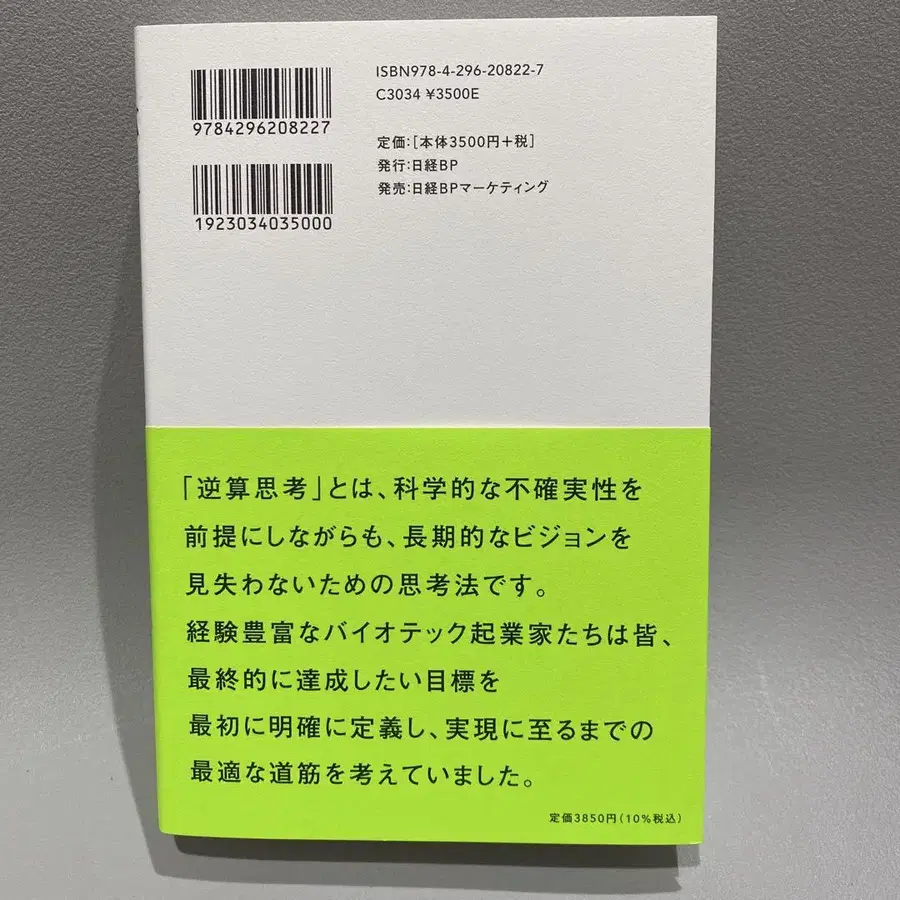 9784296208227
1923034035000
ISBN978-4-296-20822-7
C3034 ¥3500E
定価:[本体3500円+税]
発行:日経BP
発売:日経BPマーケティング
「逆算思考」とは、科学的な不確実性を
前提にしながらも、長期的なビジョンを
見失わないための思考法です。
経験豊富なバイオテック起業家たちは皆、
最終的に達成したい目標を
最初に明確に定義し、実現に至るまでの
最適な道筋を考えていました。
定価3850円(10%税込)